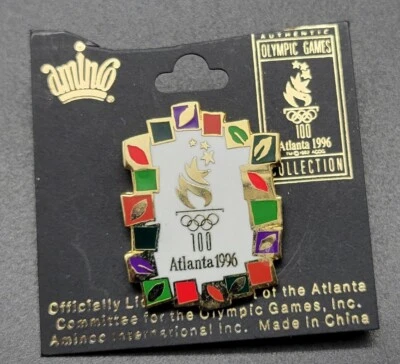 aminco
AUTHENTIC
OLYMPIC GAMES
100
Atlanta 1996
COLLECTION
100
Atlanta 1996
Officially Li of the Atlanta
Committee for the Olympic Games, Inc.
Aminco International Inc. Made in China